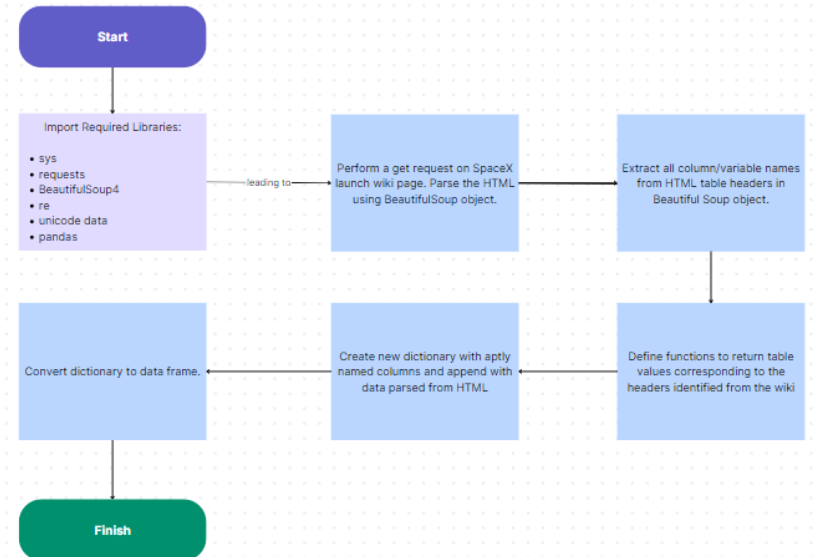 Start
Import Required Libraries:
• sys
• requests
• BeautifulSoup4
• re
• unicode data
• pandas
leading to
Perform a get request on SpaceX
launch wiki page. Parse the HTML
using BeautifulSoup object.
Extract all column/variable names
from HTML table headers in
Beautiful Soup object.
Define functions to return table
values corresponding to the
headers identified from the wiki
Create new dictionary with aptly
named columns and append with
data parsed from HTML
Convert dictionary to data frame.
Finish